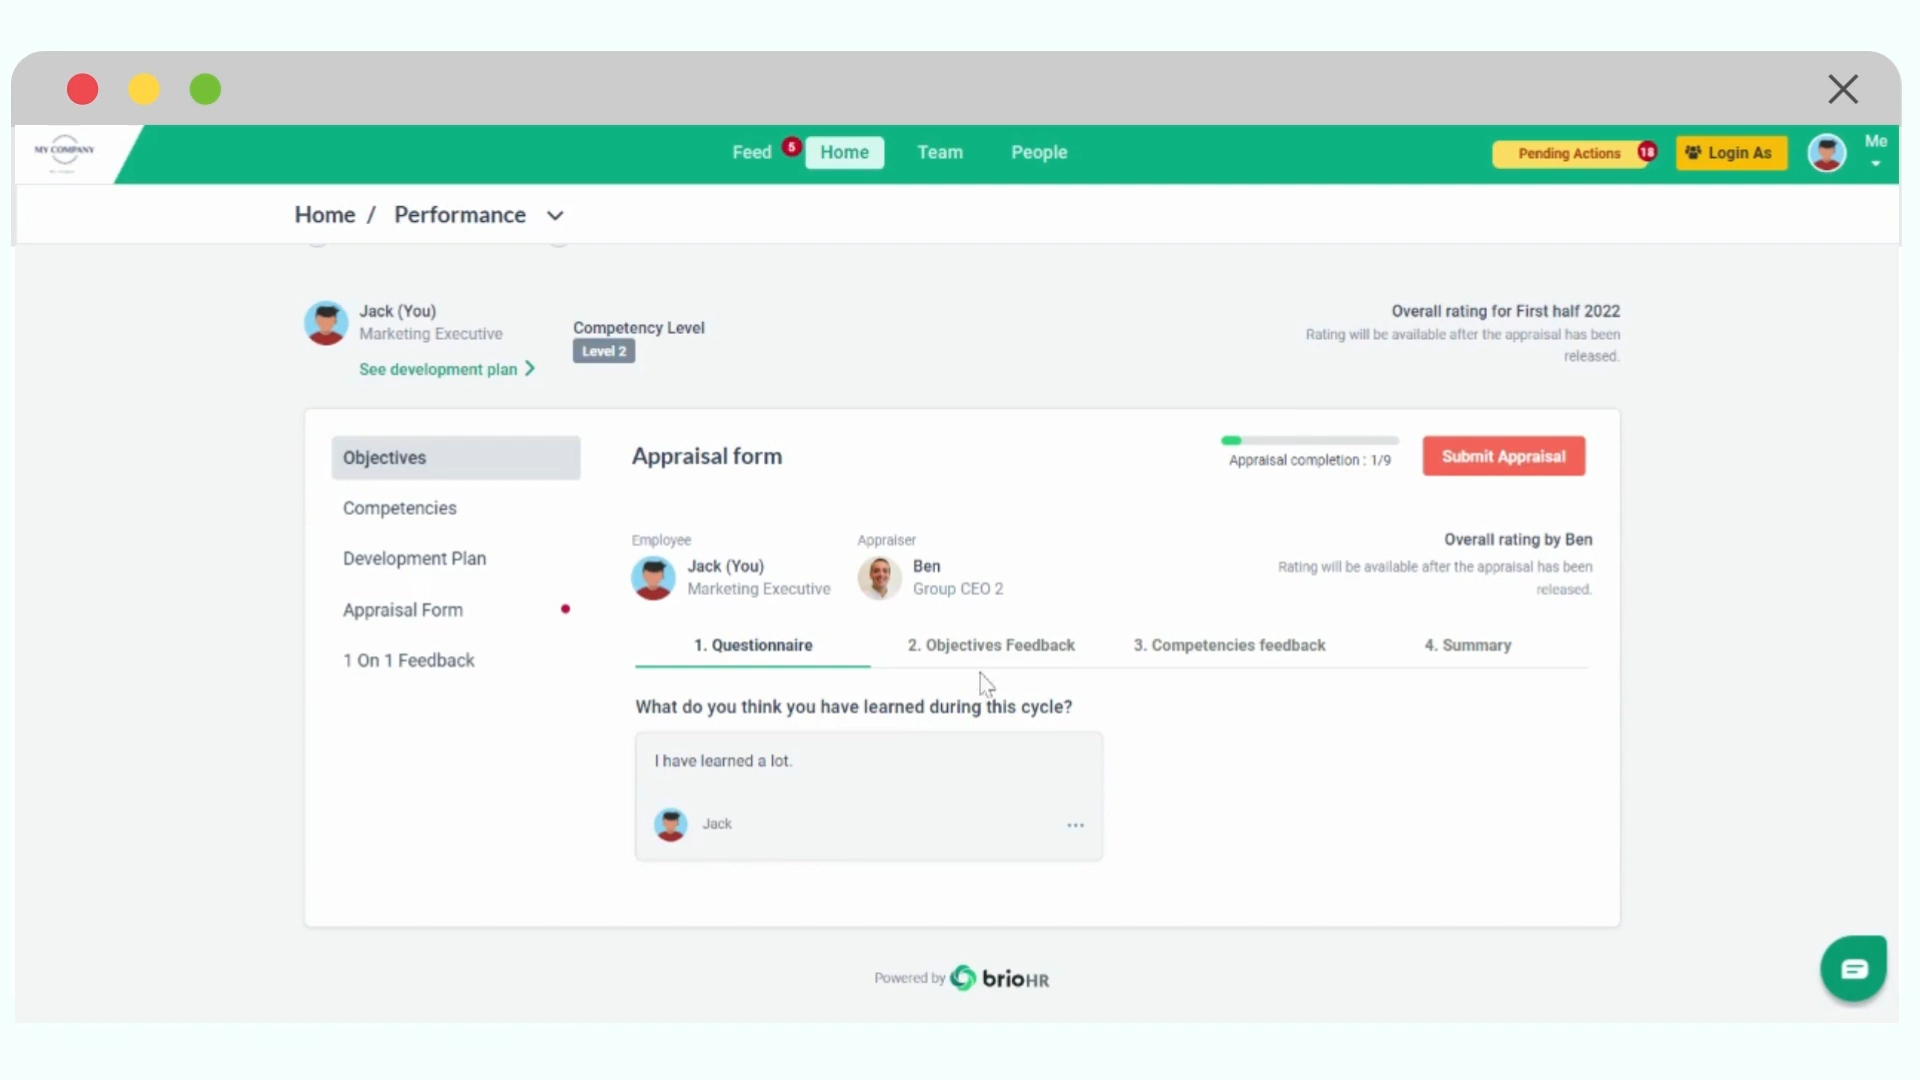 MY COMPANY
Feed 5 Home Team People
Pending Actions 18 Login As Me
Home / Performance
Jack (You)
Marketing Executive
See development plan
Competency Level
Level 2
Overall rating for First half 2022
Rating will be available after the appraisal has been
released.
Objectives
Competencies
Development Plan
Appraisal Form
1 On 1 Feedback
Appraisal form
Appraisal completion : 1/9
Submit Appraisal
Employee
Jack (You)
Marketing Executive
Appraiser
Ben
Group CEO 2
Overall rating by Ben
Rating will be available after the appraisal has been
released.
1. Questionnaire 2. Objectives Feedback 3. Competencies feedback 4. Summary
What do you think you have learned during this cycle?
I have learned a lot.
Jack
Powered by brioHR